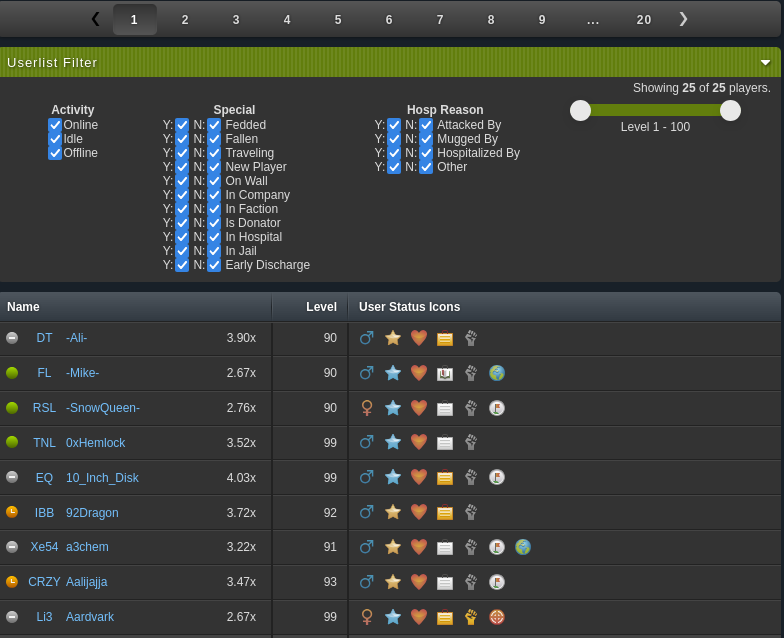 1 2 3 4 5 6 7 8 9 ... 20
Userlist Filter
Showing 25 of 25 players.
Activity Special Hosp Reason
Online Y: N: Fedded Y: N: Attacked By
Idle Y: N: Fallen Y: N: Mugged By Level 1 - 100
Offline Y: N: Traveling Y: N: Hospitalized By
Y: N: New Player Y: N: Other
Y: N: On Wall
Y: N: In Company
Y: N: In Faction
Y: N: Is Donator
Y: N: In Hospital
Y: N: In Jail
Y: N: Early Discharge
Name Level User Status Icons
DT -Ali- 3.90x 90
FL -Mike- 2.67x 90
RSL -SnowQueen- 2.76x 90
TNL 0xHemlock 3.52x 99
EQ 10_Inch_Disk 4.03x 99
IBB 92Dragon 3.72x 92
Xe54 a3chem 3.22x 91
CRZY Aalijajja 3.47x 93
Li3 Aardvark 2.67x 99